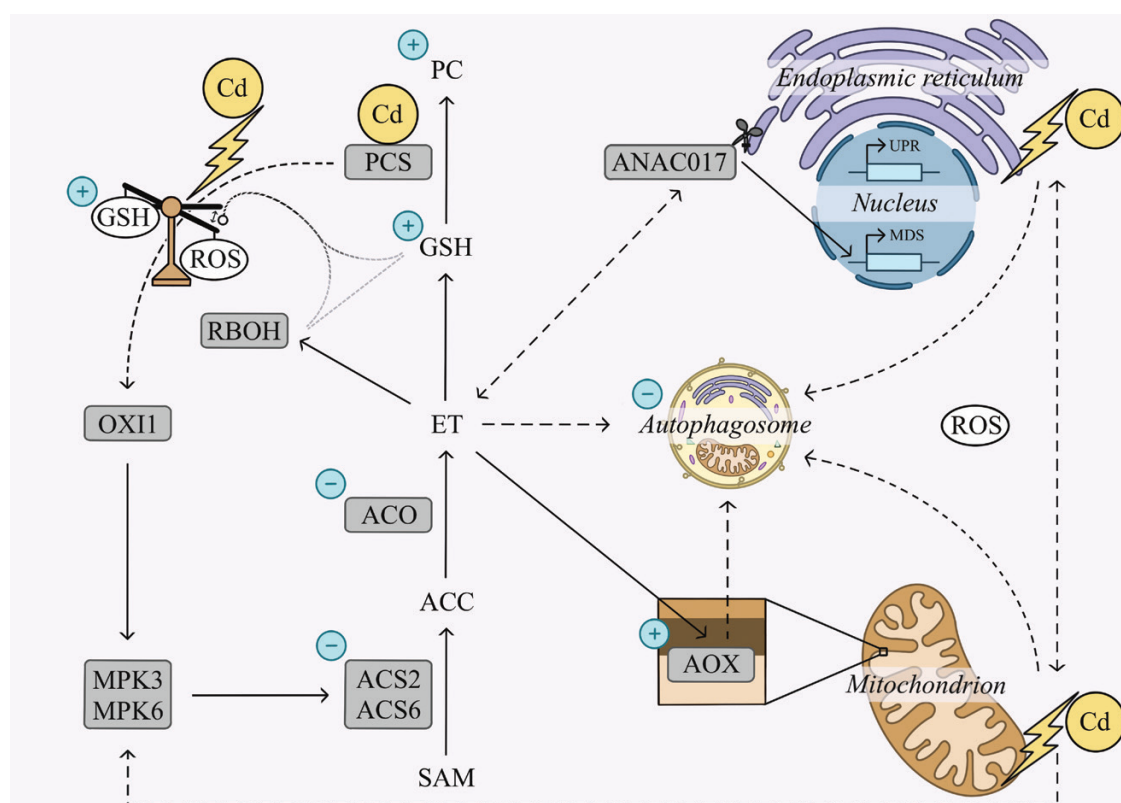 +
PC
Cd
Cd
PCS
+
GSH
ROS
+
GSH
RBOH
OXI1
ET
−
ACO
ACC
MPK3
MPK6
−
ACS2
ACS6
SAM
Endoplasmic reticulum
Cd
ANAC017
UPR
Nucleus
MDS
−
Autophagosome
ROS
+
AOX
Mitochondrion
Cd